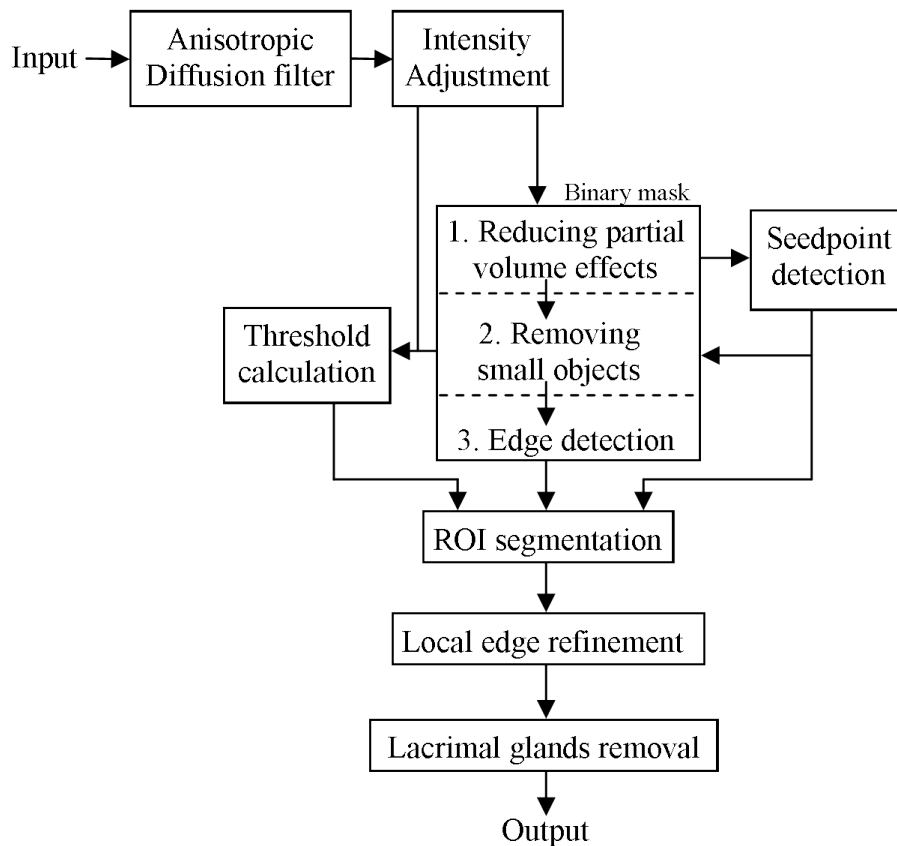 Input
Anisotropic
Diffusion filter
Intensity
Adjustment
Binary mask
1. Reducing partial
volume effects
Seedpoint
detection
2. Removing
small objects
Threshold
calculation
3. Edge detection
ROI segmentation
Local edge refinement
Lacrimal glands removal
Output